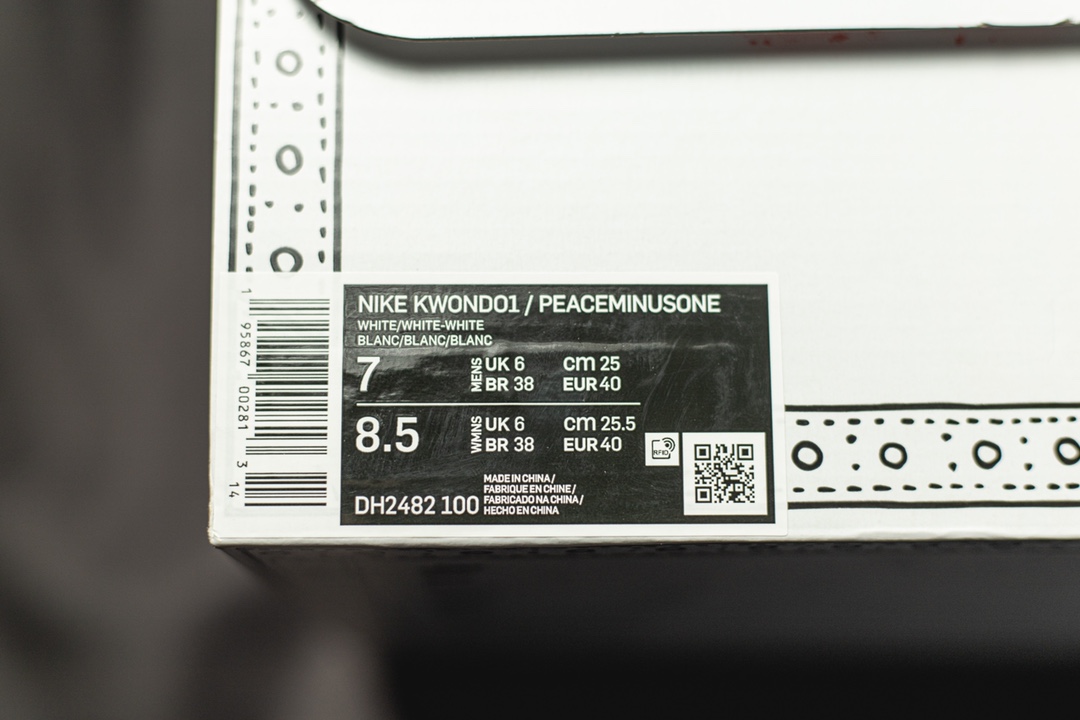 NIKE KWONDO1 / PEACEMINUSONE
WHITE/WHITE-WHITE
BLANC/BLANC/BLANC
7 MENS UK 6 cm 25
BR 38 EUR 40
8.5 WMNS UK 6 cm 25.5
BR 38 EUR 40
RFID
MADE IN CHINA /
FABRIQUE EN CHINE /
FABRICADO NA CHINA /
HECHO EN CHINA
DH2482 100
1 95867 00281 3 14